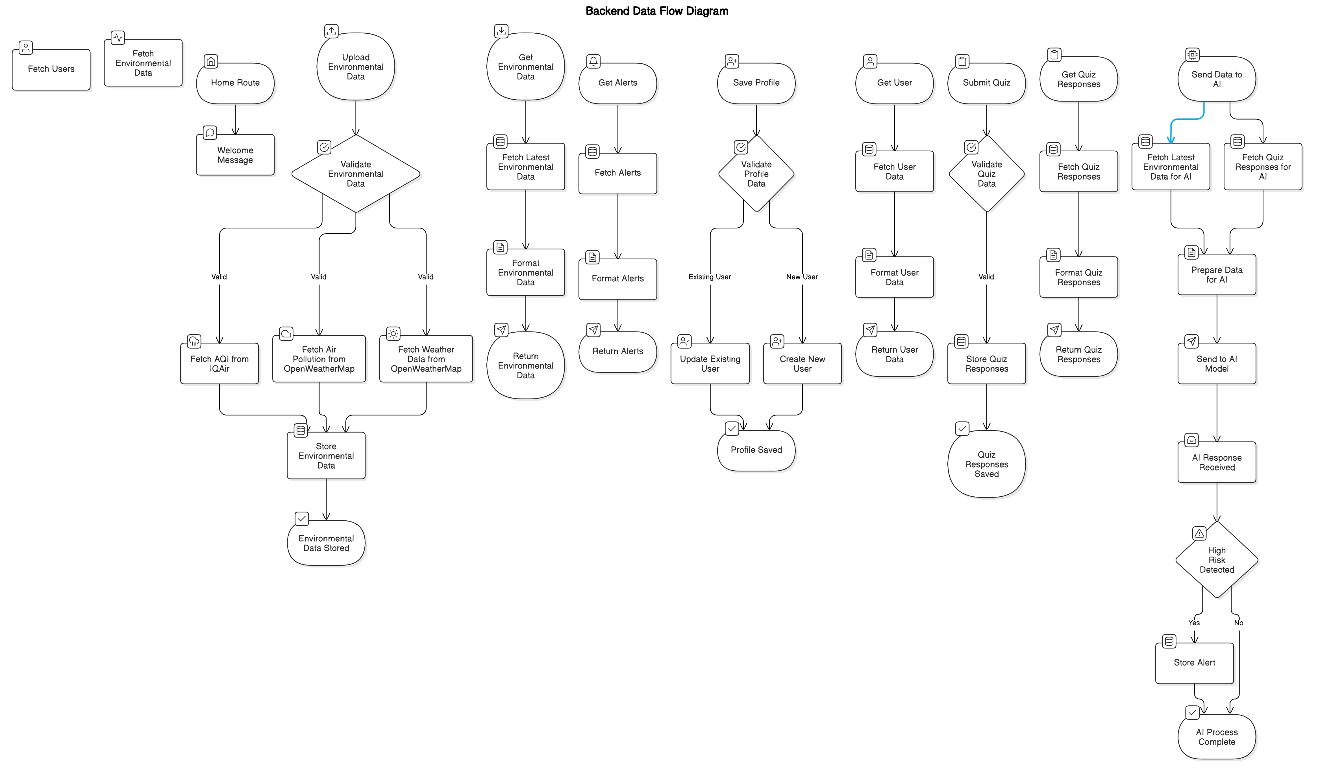 Backend Data Flow Diagram
Fetch Users
Fetch
Environmental
Data
Home Route
Welcome
Message
Upload
Environmental
Data
Validate
Environmental
Data
Valid
Valid
Valid
Fetch AQI from
IQAir
Fetch Air
Pollution from
OpenWeatherMap
Fetch Weather
Data from
OpenWeatherMap
Store
Environmental
Data
Environmental
Data Stored
Get
Environmental
Data
Fetch Latest
Environmental
Data
Format
Environmental
Data
Return
Environmental
Data
Get Alerts
Fetch Alerts
Format Alerts
Return Alerts
Save Profile
Validate
Profile
Data
Existing User
New User
Update Existing
User
Create New
User
Profile Saved
Get User
Fetch User
Data
Format User
Data
Return User
Data
Submit Quiz
Validate
Quiz
Data
Valid
Store Quiz
Responses
Quiz
Responses
Saved
Get Quiz
Responses
Fetch Quiz
Responses
Format Quiz
Responses
Return Quiz
Responses
Send Data to
AI
Fetch Latest
Environmental
Data for AI
Fetch Quiz
Responses for
AI
Prepare Data
for AI
Send to AI
Model
AI Response
Received
High
Risk
Detected
Yes
No
Store Alert
AI Process
Complete